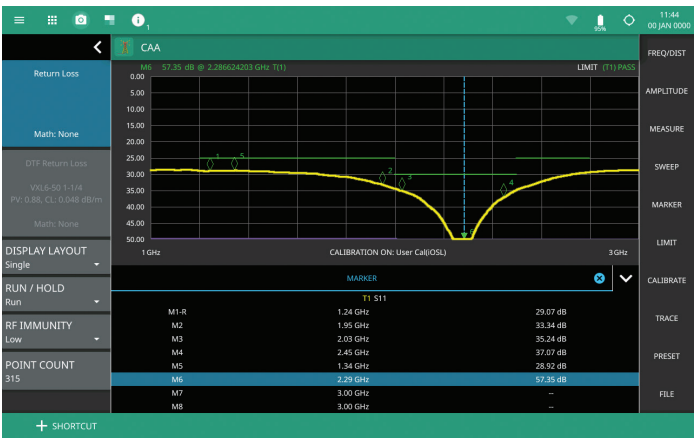 1
95%
11:44
00 JAN 0000
CAA
FREQ/DIST
Return Loss
Math: None
M6 57.35 dB @ 2.286624203 GHz T(1)
LIMIT (T1) PASS
0.00
5.00
10.00
15.00
20.00
25.00
30.00
35.00
40.00
45.00
50.00
1
5
2
3
4
6
1 GHz
CALIBRATION ON: User Cal(iOSL)
3 GHz
AMPLITUDE
MEASURE
SWEEP
MARKER
LIMIT
CALIBRATE
TRACE
PRESET
FILE
DTF Return Loss
VXL6-50 1-1/4
PV: 0.88, CL: 0.048 dB/m
Math: None
DISPLAY LAYOUT
Single
RUN / HOLD
Run
RF IMMUNITY
Low
POINT COUNT
315
MARKER
T1 S11
M1-R 1.24 GHz 29.07 dB
M2 1.95 GHz 33.34 dB
M3 2.03 GHz 35.24 dB
M4 2.45 GHz 37.07 dB
M5 1.34 GHz 28.92 dB
M6 2.29 GHz 57.35 dB
M7 3.00 GHz --
M8 3.00 GHz --
+ SHORTCUT